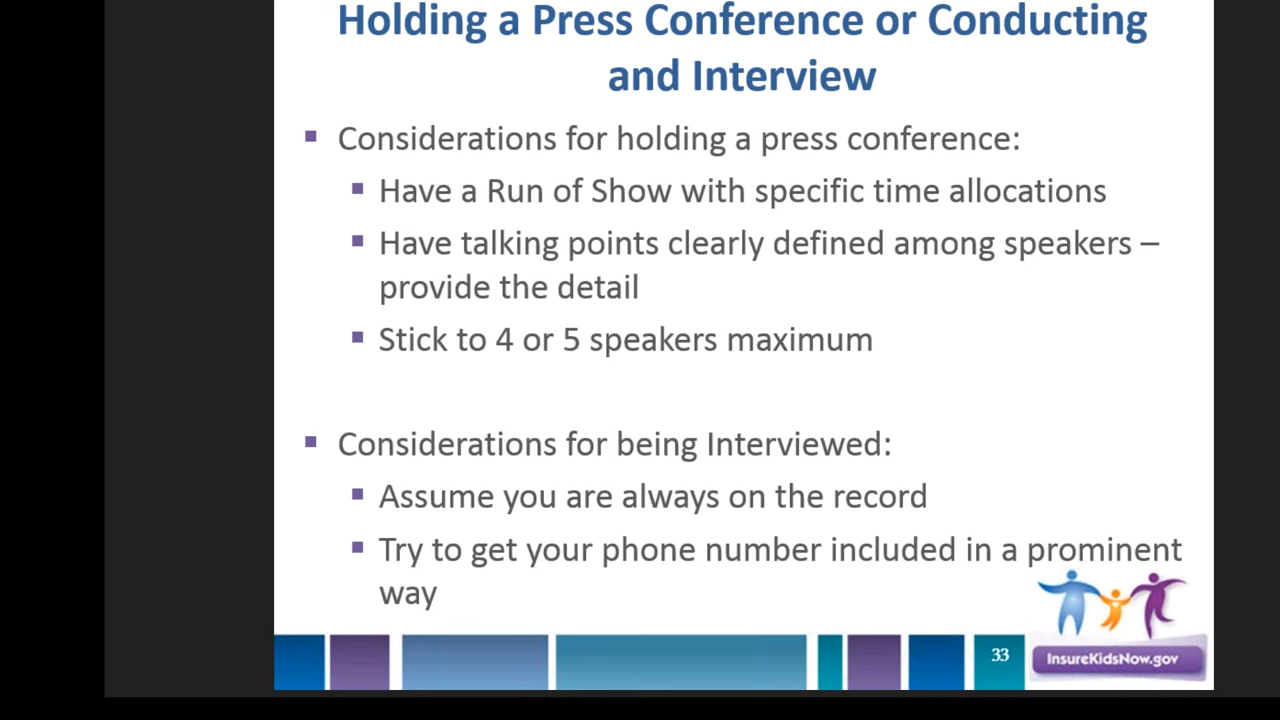 Holding a Press Conference or Conducting
and Interview
Considerations for holding a press conference:
Have a Run of Show with specific time allocations
Have talking points clearly defined among speakers –
provide the detail
Stick to 4 or 5 speakers maximum
Considerations for being Interviewed:
Assume you are always on the record
Try to get your phone number included in a prominent
way
33
InsureKidsNow.gov